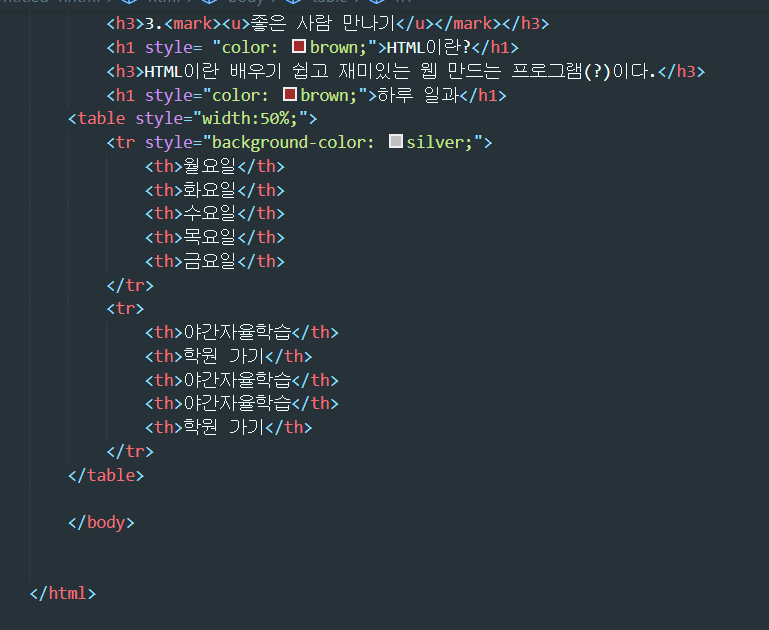 <h3>3.<mark><u>좋은 사람 만나기</u></mark></h3>
<h1 style= "color: brown;">HTML이란?</h1>
<h3>HTML이란 배우기 쉽고 재미있는 웹 만드는 프로그램(?)이다.</h3>
<h1 style="color: brown;">하루 일과</h1>
<table style="width:50%;">
<tr style="background-color: silver;">
<th>월요일</th>
<th>화요일</th>
<th>수요일</th>
<th>목요일</th>
<th>금요일</th>
</tr>
<tr>
<th>야간자율학습</th>
<th>학원 가기</th>
<th>야간자율학습</th>
<th>야간자율학습</th>
<th>학원 가기</th>
</tr>
</table>
</body>
</html>